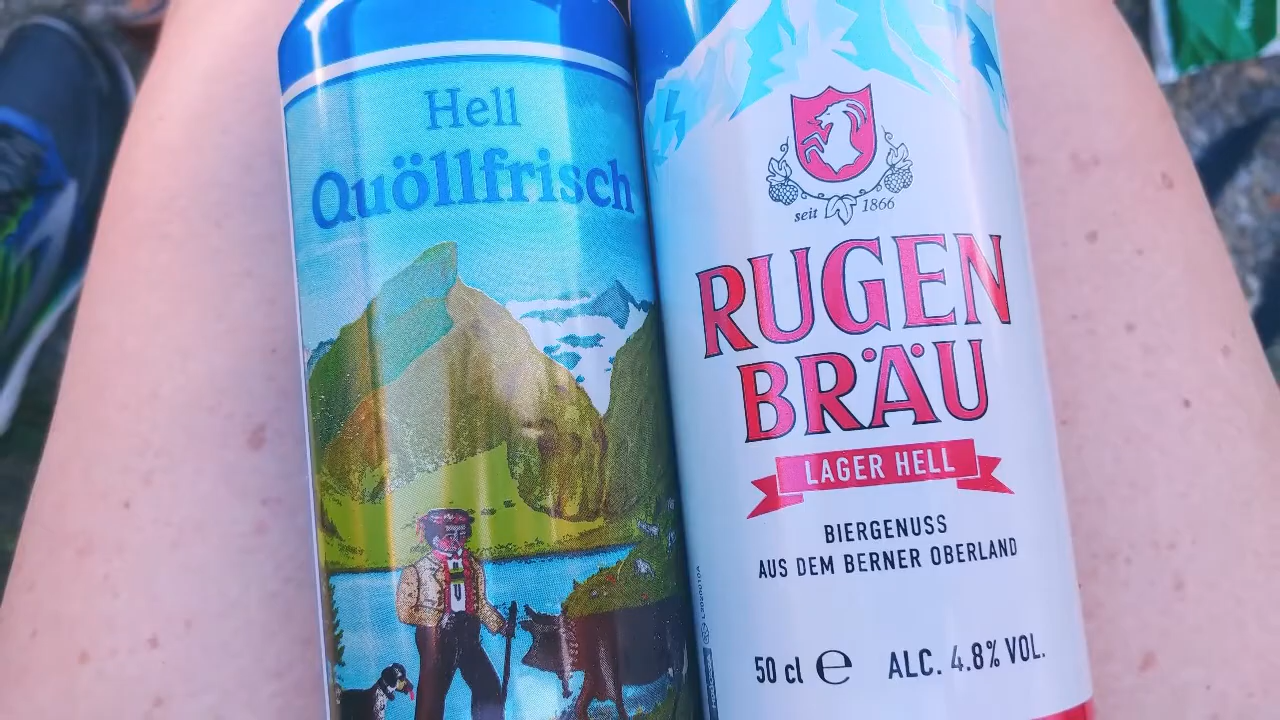 Hell
Quöllfrisch
seit 1866
RUGEN
BRÄU
LAGER HELL
BIERGENUSS
AUS DEM BERNER OBERLAND
50 cl e ALC. 4.8% VOL.